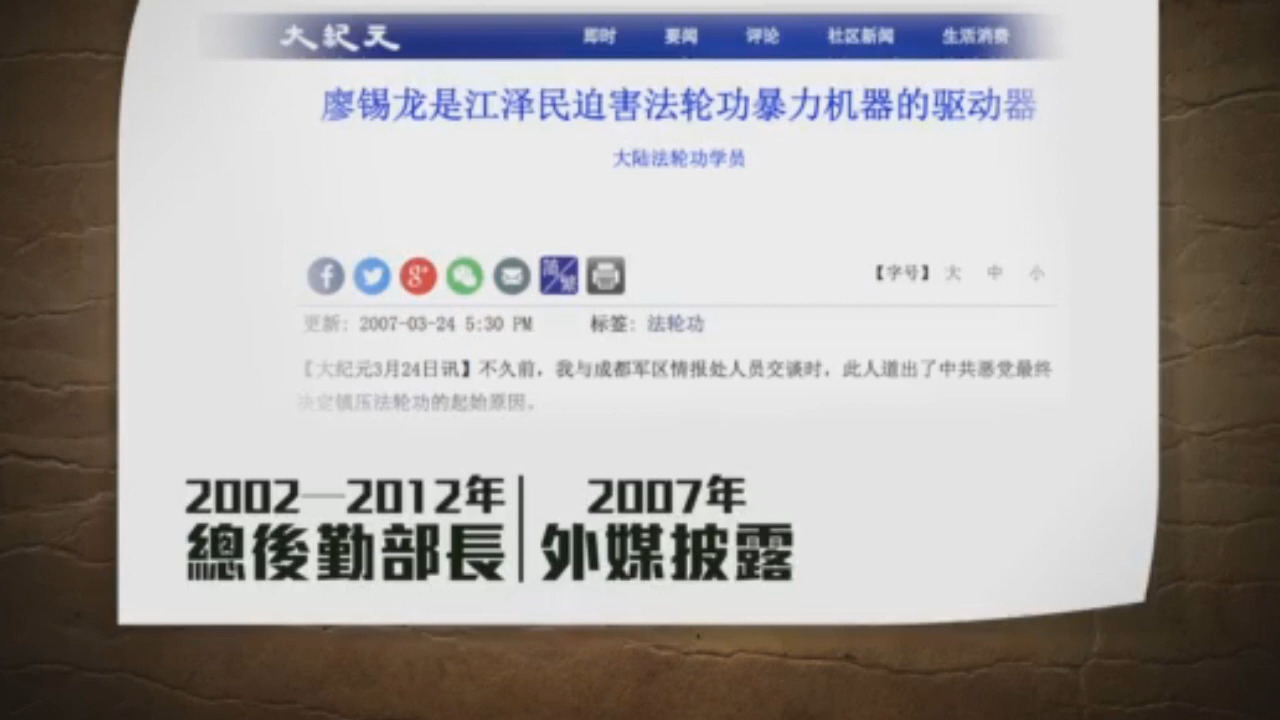 大紀元 即时 要闻 评论 社区新闻 生活消费
廖锡龙是江泽民迫害法轮功暴力机器的驱动器
大陆法轮功学员
简/繁
【字号】 大 中 小
更新: 2007-03-24 5:30 PM 标签: 法轮功
【大纪元3月24日讯】不久前，我与成都军区情报处人员交谈时，此人道出了中共恶党最终
决定镇压法轮功的起始原因。
2002—2012年
總後勤部長
2007年
外媒披露